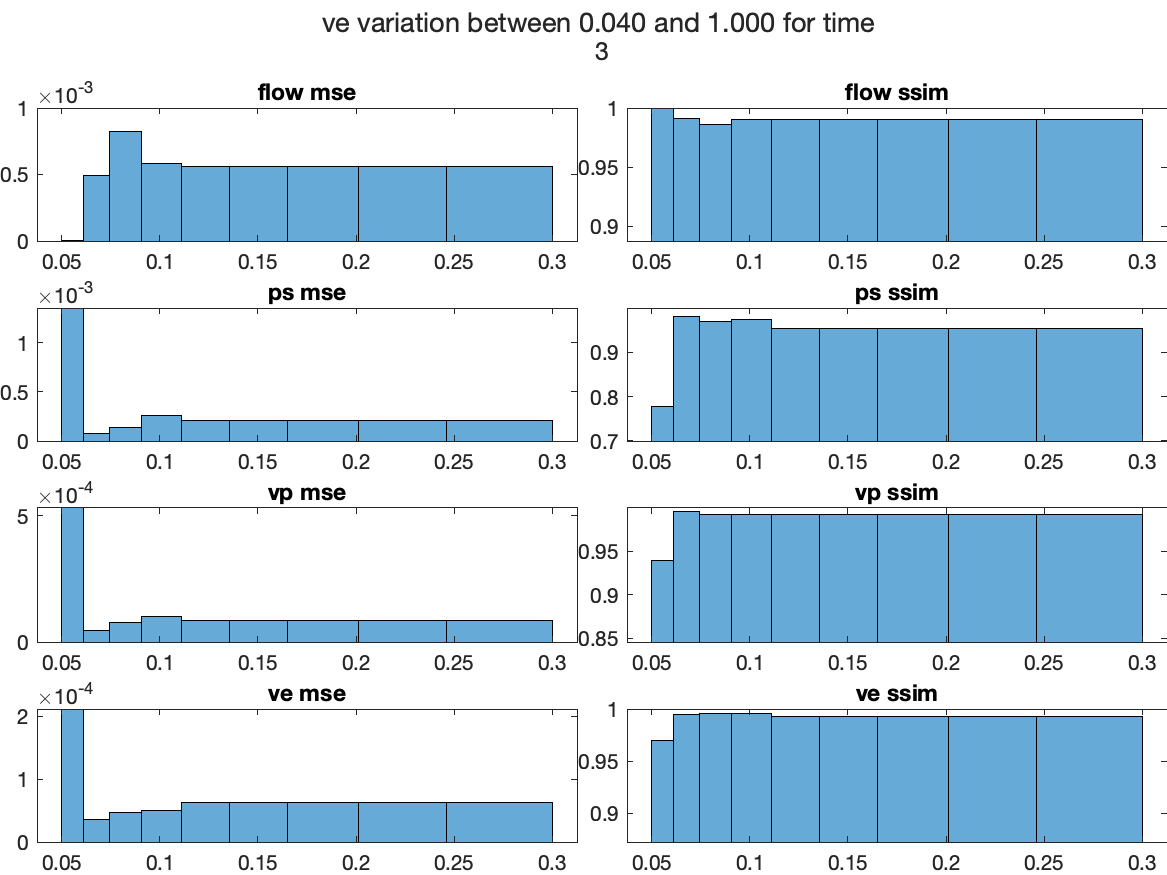 ve variation between 0.040 and 1.000 for time
3
×10⁻³
flow mse
1
0.5
0
0.05 0.1 0.15 0.2 0.25 0.3
flow ssim
1
0.95
0.9
0.05 0.1 0.15 0.2 0.25 0.3
×10⁻³
ps mse
1
0.5
0
0.05 0.1 0.15 0.2 0.25 0.3
ps ssim
0.9
0.8
0.7
0.05 0.1 0.15 0.2 0.25 0.3
×10⁻⁴
vp mse
5
0
0.05 0.1 0.15 0.2 0.25 0.3
vp ssim
0.95
0.9
0.85
0.05 0.1 0.15 0.2 0.25 0.3
×10⁻⁴
ve mse
2
1
0
0.05 0.1 0.15 0.2 0.25 0.3
ve ssim
1
0.95
0.9
0.05 0.1 0.15 0.2 0.25 0.3